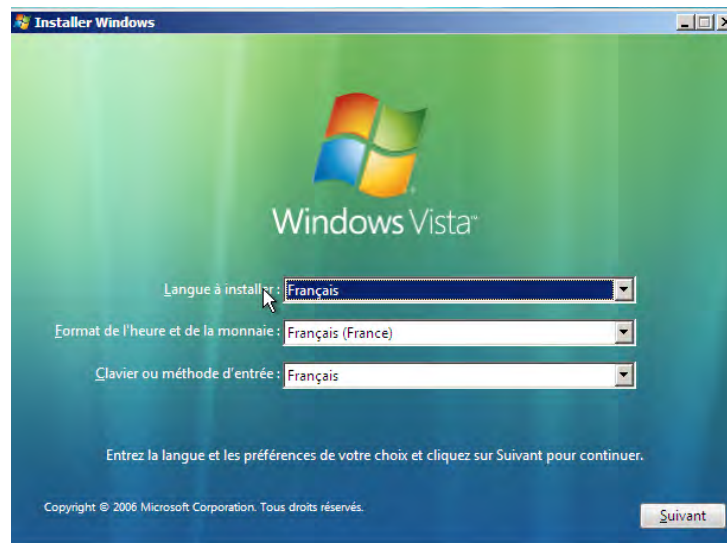 Installer Windows
Windows Vista™
Langue à installer : Français
Format de l'heure et de la monnaie : Français (France)
Clavier ou méthode d'entrée : Français
Entrez la langue et les préférences de votre choix et cliquez sur Suivant pour continuer.
Copyright © 2006 Microsoft Corporation. Tous droits réservés.
Suivant